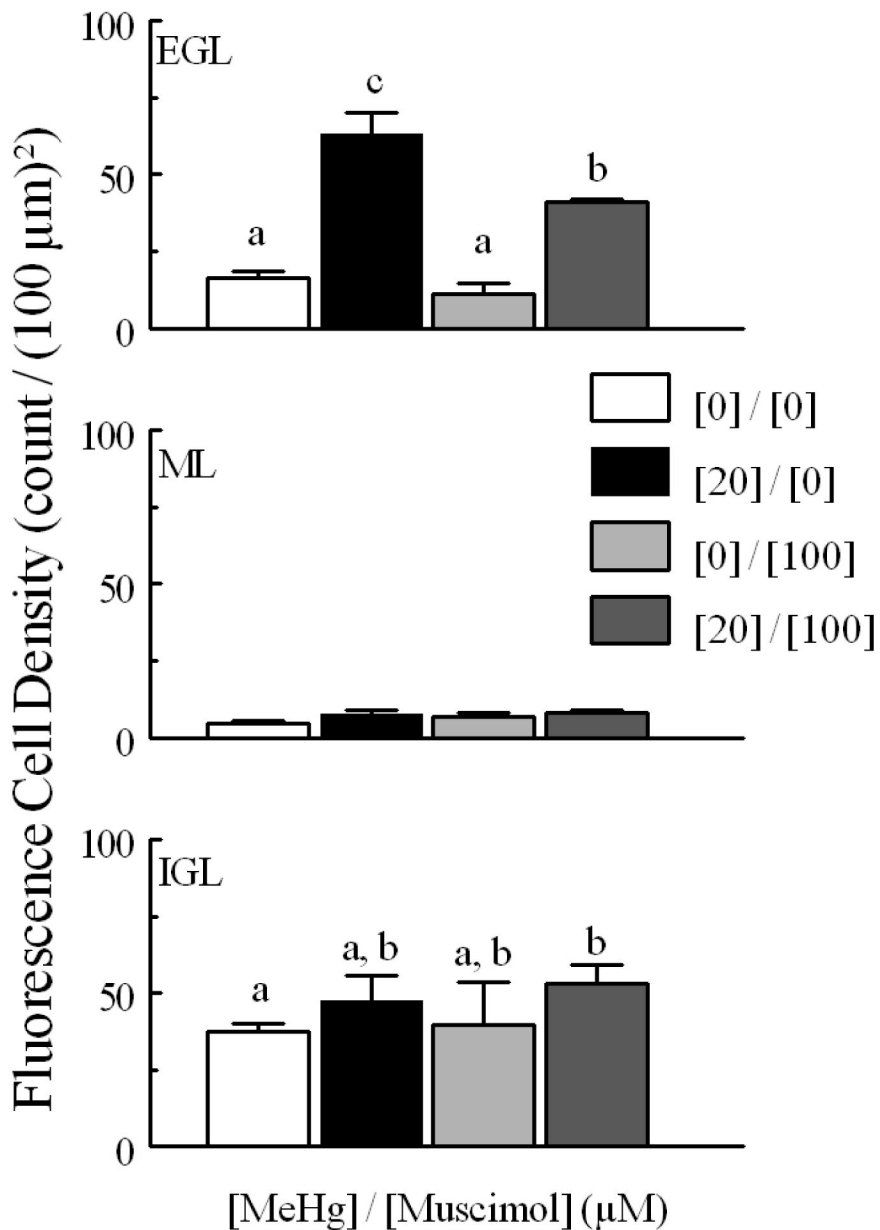 Fluorescence Cell Density (count / (100 µm)²)
100
EGL
c
50
b
a
a
0
[0] / [0]
[20] / [0]
[0] / [100]
[20] / [100]
100
ML
50
0
100
IGL
a, b
a, b
b
50
a
0
[MeHg] / [Muscimol] (µM)